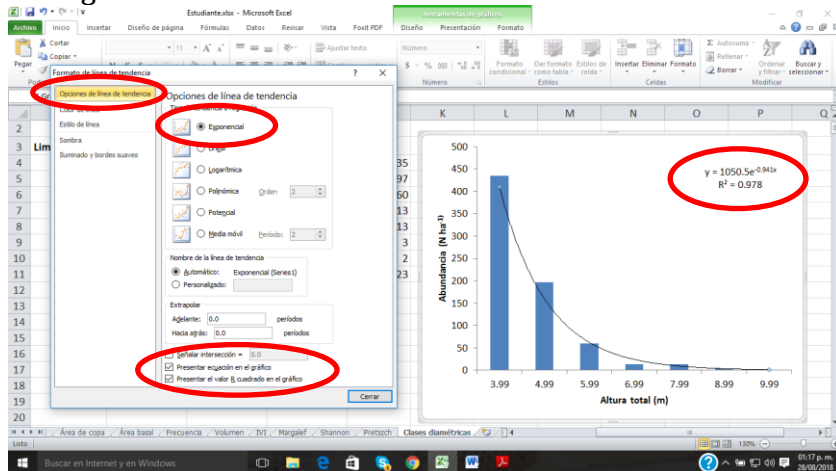 Estudiante.xlsx - Microsoft Excel
Herramientas de gráficos
Archivo Inicio Insertar Diseño de página Fórmulas Datos Revisar Vista Foxit PDF Diseño Presentación Formato
Cortar
Copiar
Pegar
11
Ajustar texto
Número
$ - % 000
Formato condicional
Dar formato como tabla
Estilos de celda
Insertar Eliminar Formato
Autosuma
Rellenar
Borrar
Ordenar y filtrar
Buscar y seleccionar
Número Estilos Celdas Modificar
Formato de línea de tendencia
Opciones de línea de tendencia
Estilo de línea
Sombra
Iluminado y bordes suaves
Opciones de línea de tendencia
Exponencial
Logarítmica
Polinómica Orden: 2
Potencial
Media móvil Período: 2
Nombre de la línea de tendencia
Automático: Exponencial (Series1)
Personalizado:
Extrapolar
Adelante: 0.0 períodos
Hacia atrás: 0.0 períodos
Señalar intersección = 0.0
Presentar ecuación en el gráfico
Presentar el valor R cuadrado en el gráfico
Cerrar
K L M N O P Q
2
3 Lim
4 35
5 97
6 60
7 13
8 13
9 3
10 2
11 23
12
13
14
15
16
17
18
19
20
y = 1050.5e^-0.941x
R² = 0.978
500
450
400
350
300
250
200
150
100
50
0
Abundancia (N ha⁻¹)
3.99 4.99 5.99 6.99 7.99 8.99 9.99
Altura total (m)
Área de copa Área basal Frecuencia Volumen IVI Margalef Shannon Pretszch Clases diamétricas
Listo
130%
Buscar en Internet y en Windows
01:17 p. m.
28/08/2018